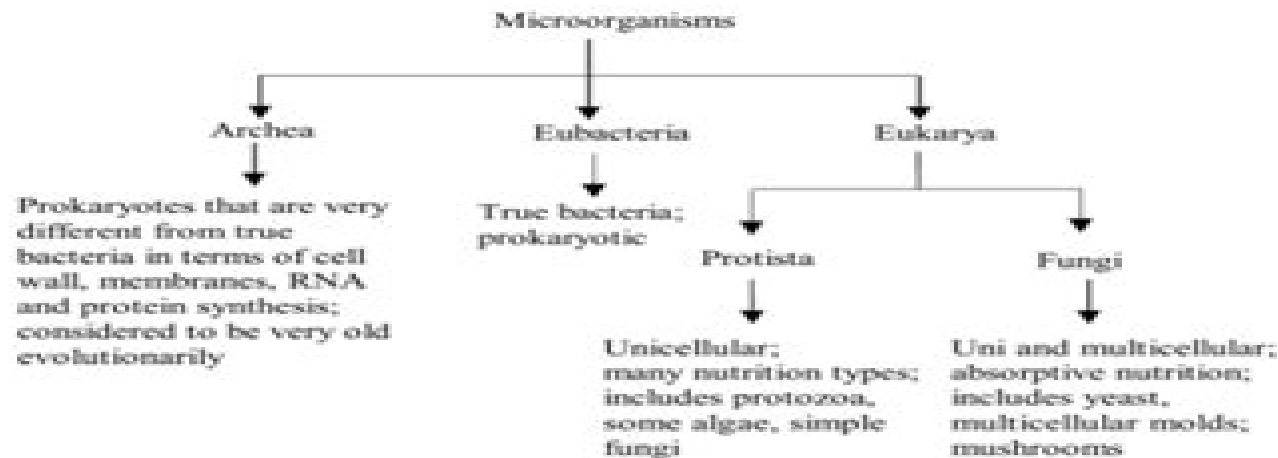 Microorganisms
Archea
Eubacteria
Eukarya
Prokaryotes that are very
different from true
bacteria in terms of cell
wall, membranes, RNA
and protein synthesis;
considered to be very old
evolutionarily
True bacteria;
prokaryotic
Protista
Fungi
Unicellular;
many nutrition types;
includes protozoa,
some algae, simple
fungi
Uni and multicellular;
absorptive nutrition;
includes yeast,
multicellular molds;
mushrooms